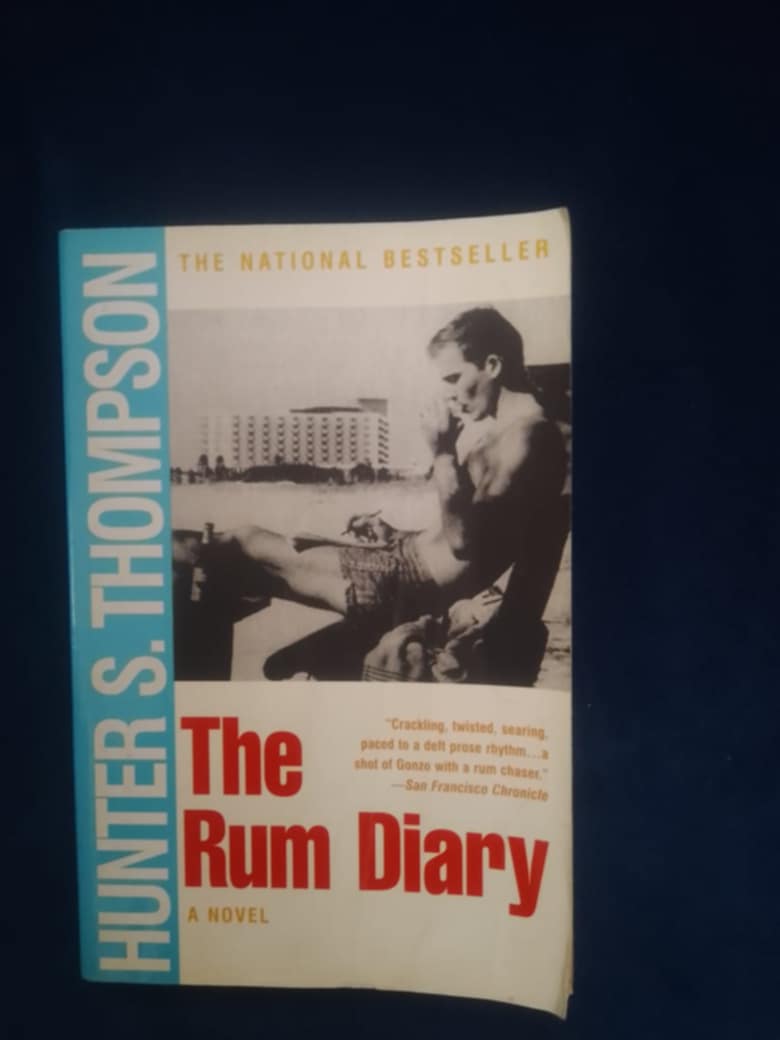 HUNTER S. THOMPSON
THE NATIONAL BESTSELLER
The
Rum Diary
"Crackling, twisted, searing,
paced to a deft prose rhythm...a
shot of Gonzo with a rum chaser."
—San Francisco Chronicle
A NOVEL